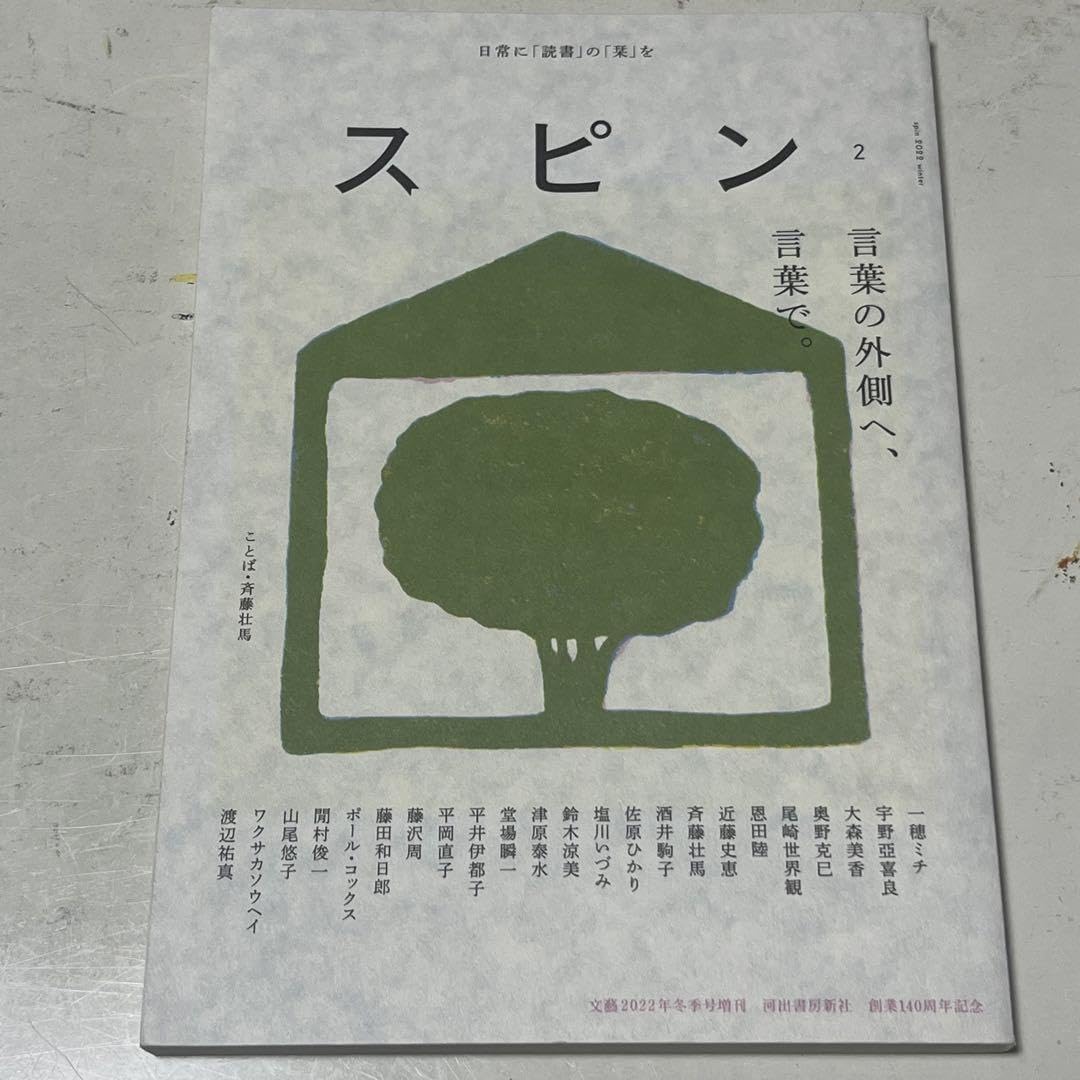 日常に「読書」の「栞」を
スピン
2
spin 2022 winter
言葉の外側へ、
言葉で。
ことば・斉藤壮馬
一穂ミチ
宇野亞喜良
大森美香
奥野克巳
尾崎世界観
恩田陸
近藤史恵
斉藤壮馬
酒井駒子
佐原ひかり
塩川いづみ
鈴木涼美
津原泰水
堂場瞬一
平井伊都子
平岡直子
藤沢周
藤田和日郎
ポール・コックス
閒村俊一
山尾悠子
ワクサカソウヘイ
渡辺祐真
文藝2022年冬季号増刊 河出書房新社 創業140周年記念